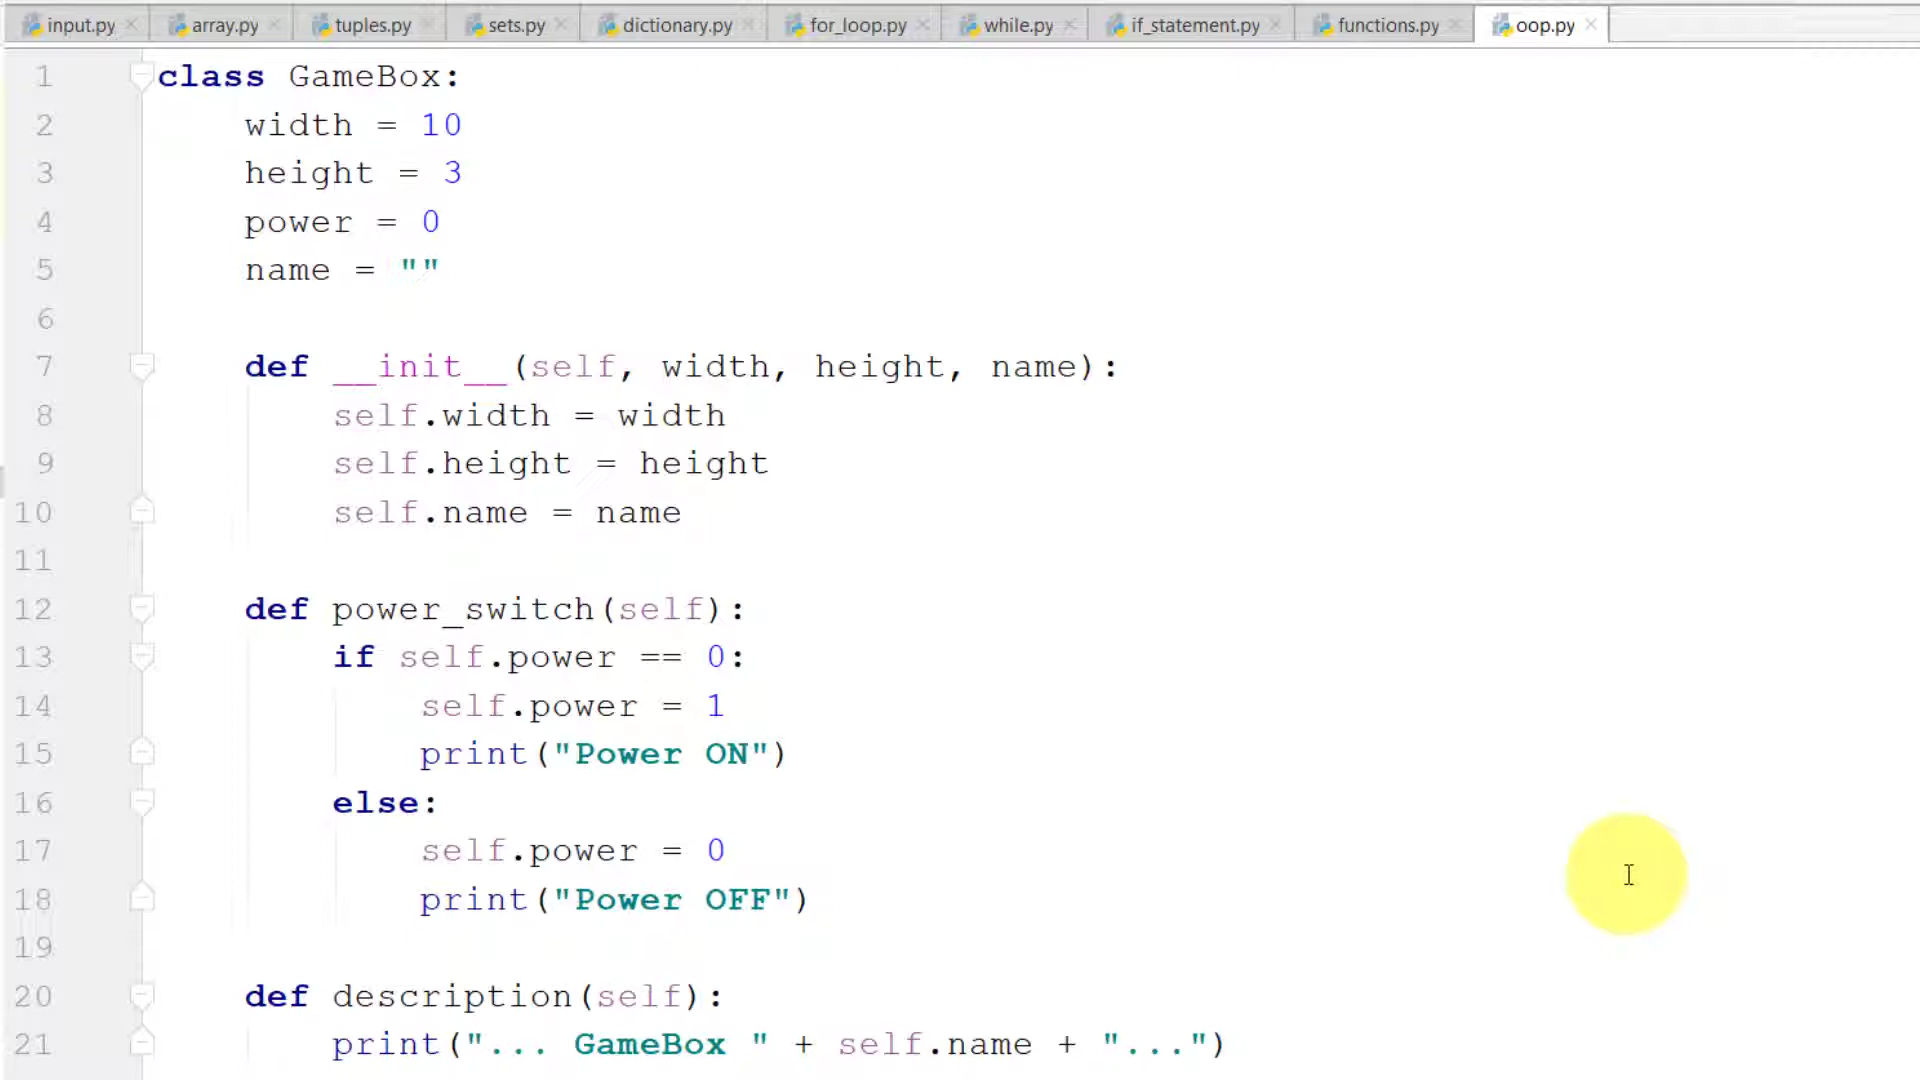 input.py array.py tuples.py sets.py dictionary.py for_loop.py while.py if_statement.py functions.py oop.py
1 class GameBox:
2 width = 10
3 height = 3
4 power = 0
5 name = ""
6
7 def __init__(self, width, height, name):
8 self.width = width
9 self.height = height
10 self.name = name
11
12 def power_switch(self):
13 if self.power == 0:
14 self.power = 1
15 print("Power ON")
16 else:
17 self.power = 0
18 print("Power OFF")
19
20 def description(self):
21 print("... GameBox " + self.name + "...")